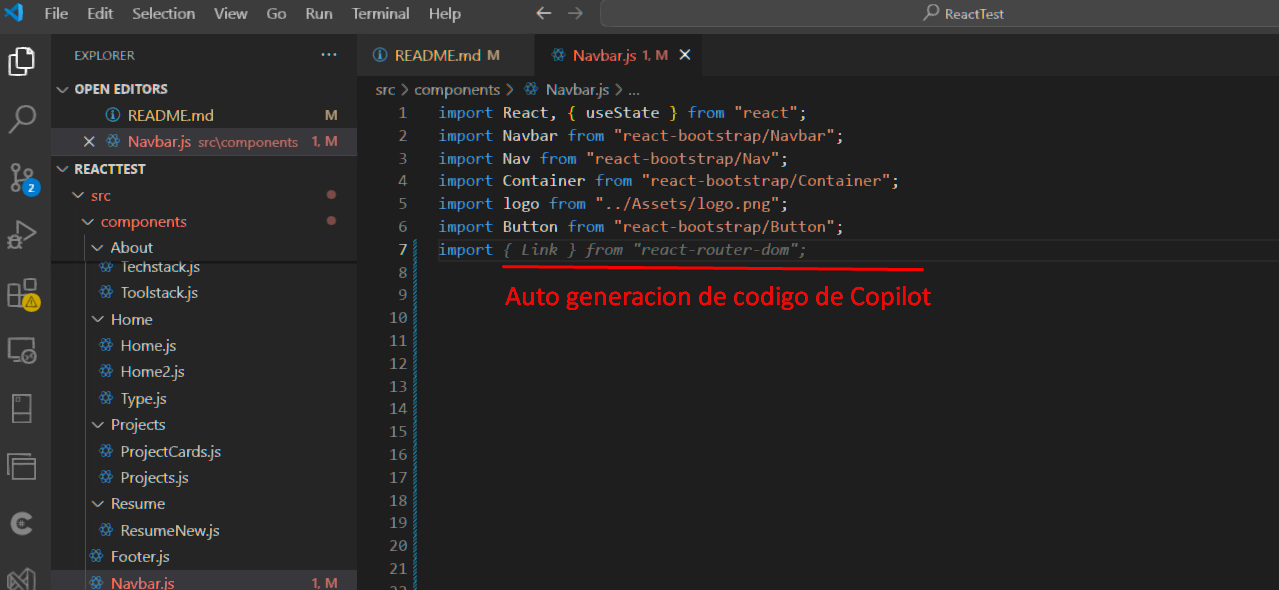 File Edit Selection View Go Run Terminal Help
ReactTest
EXPLORER
OPEN EDITORS
README.md M
Navbar.js src\components 1, M
REACTTEST
src
components
About
Techstack.js
Toolstack.js
Home
Home.js
Home2.js
Type.js
Projects
ProjectCards.js
Projects.js
Resume
ResumeNew.js
Footer.js
Navbar.js 1, M
2
README.md M
Navbar.js 1, M
src > components > Navbar.js > ...
1 import React, { useState } from "react";
2 import Navbar from "react-bootstrap/Navbar";
3 import Nav from "react-bootstrap/Nav";
4 import Container from "react-bootstrap/Container";
5 import logo from "../Assets/logo.png";
6 import Button from "react-bootstrap/Button";
7 import { Link } from "react-router-dom";
8
9
Auto generacion de codigo de Copilot
10
11
12
13
14
15
16
17
18
19
20
21